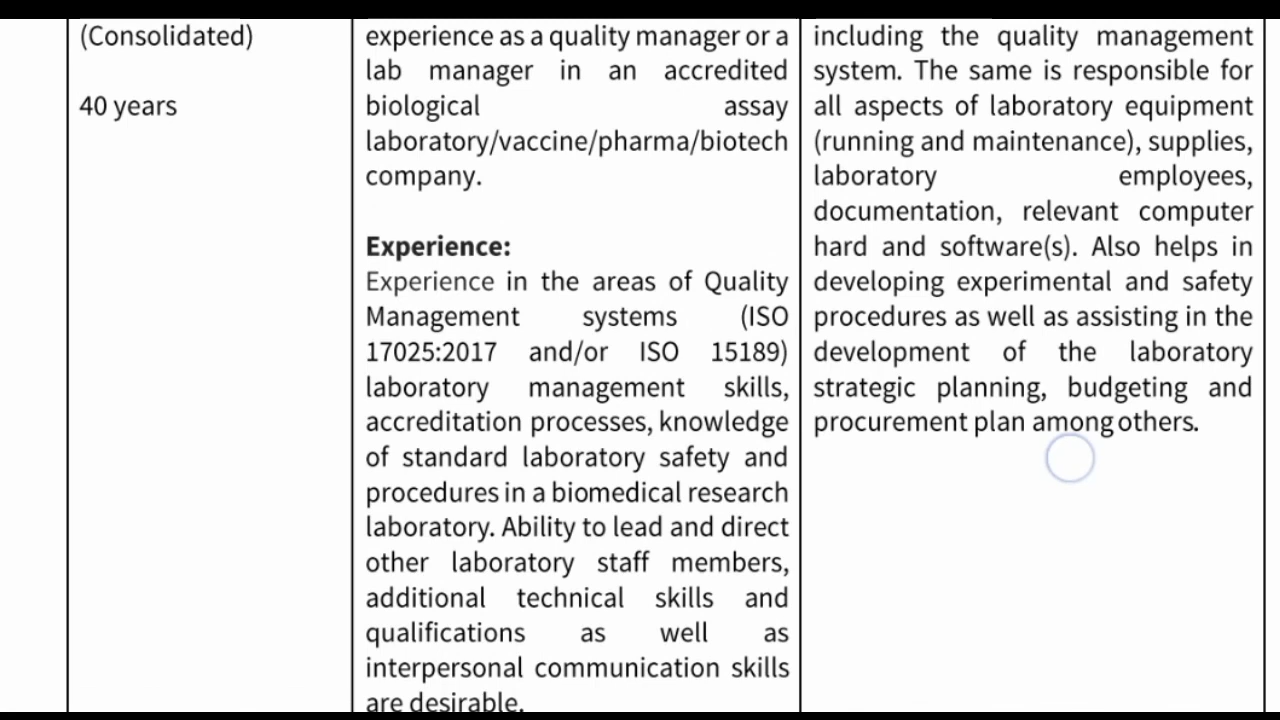 (Consolidated)
40 years
experience as a quality manager or a
lab manager in an accredited
biological assay
laboratory/vaccine/pharma/biotech
company.
Experience:
Experience in the areas of Quality
Management systems (ISO
17025:2017 and/or ISO 15189)
laboratory management skills,
accreditation processes, knowledge
of standard laboratory safety and
procedures in a biomedical research
laboratory. Ability to lead and direct
other laboratory staff members,
additional technical skills and
qualifications as well as
interpersonal communication skills
are desirable.
including the quality management
system. The same is responsible for
all aspects of laboratory equipment
(running and maintenance), supplies,
laboratory employees,
documentation, relevant computer
hard and software(s). Also helps in
developing experimental and safety
procedures as well as assisting in the
development of the laboratory
strategic planning, budgeting and
procurement plan among others.